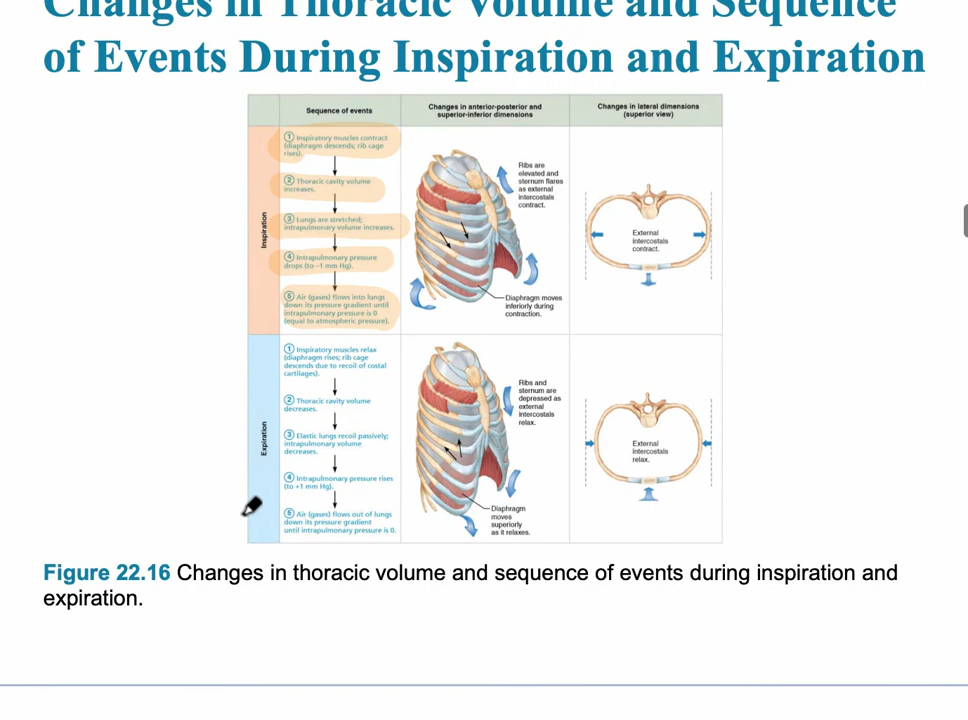 Changes in Thoracic Volume and Sequence
of Events During Inspiration and Expiration
Sequence of events
Changes in anterior-posterior and
superior-inferior dimensions
Changes in lateral dimensions
(superior view)
Inspiration
① Inspiratory muscles contract
(diaphragm descends; rib cage
rises).
② Thoracic cavity volume
increases.
③ Lungs are stretched;
intrapulmonary volume increases.
④ Intrapulmonary pressure
drops (to –1 mm Hg).
⑤ Air (gases) flows into lungs
down its pressure gradient until
intrapulmonary pressure is 0
(equal to atmospheric pressure).
Ribs are
elevated and
sternum flares
as external
intercostals
contract.
Diaphragm moves
inferiorly during
contraction.
External
intercostals
contract.
Expiration
① Inspiratory muscles relax
(diaphragm rises; rib cage
descends due to recoil of costal
cartilages).
② Thoracic cavity volume
decreases.
③ Elastic lungs recoil passively;
intrapulmonary volume
decreases.
④ Intrapulmonary pressure rises
(to +1 mm Hg).
⑤ Air (gases) flows out of lungs
down its pressure gradient
until intrapulmonary pressure is 0.
Ribs and
sternum are
depressed as
external
intercostals
relax.
Diaphragm
moves
superiorly
as it relaxes.
External
intercostals
relax.
Figure 22.16 Changes in thoracic volume and sequence of events during inspiration and
expiration.